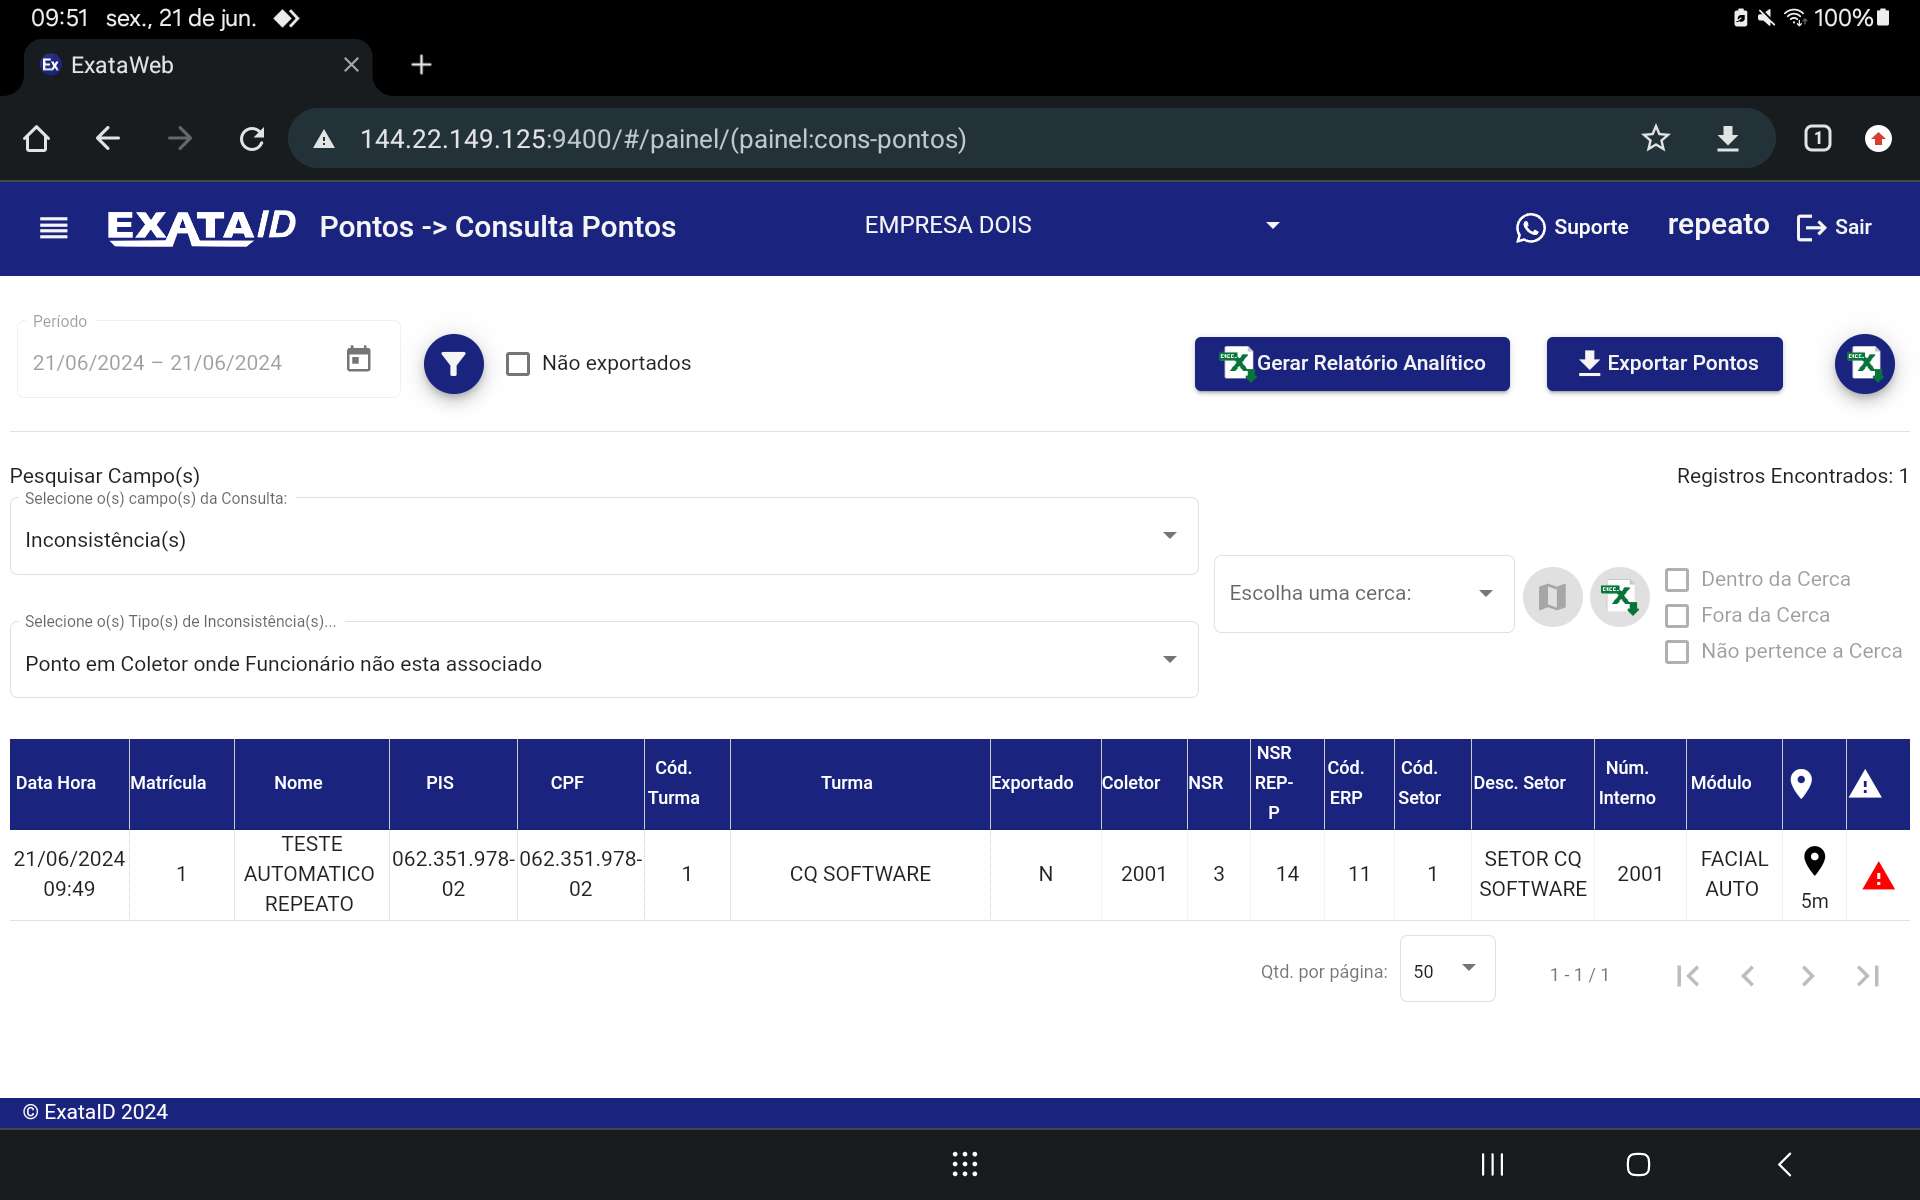 09:51 sex., 21 de jun.
100%
Ex ExataWeb
144.22.149.125:9400/#/painel/(painel:cons-pontos)
1
EXATAID Pontos -> Consulta Pontos
EMPRESA DOIS
Suporte
repeato
Sair
Período
21/06/2024 – 21/06/2024
Não exportados
Gerar Relatório Analítico
Exportar Pontos
Pesquisar Campo(s)
Registros Encontrados: 1
Selecione o(s) campo(s) da Consulta:
Inconsistência(s)
Escolha uma cerca:
Dentro da Cerca
Fora da Cerca
Não pertence a Cerca
Selecione o(s) Tipo(s) de Inconsistência(s)...
Ponto em Coletor onde Funcionário não esta associado
Data Hora
Matrícula
Nome
PIS
CPF
Cód.
Turma
Turma
Exportado
Coletor
NSR
NSR
REP-
P
Cód.
ERP
Cód.
Setor
Desc. Setor
Núm.
Interno
Módulo
21/06/2024
09:49
1
TESTE
AUTOMATICO
REPEATO
062.351.978-
02
062.351.978-
02
1
CQ SOFTWARE
N
2001
3
14
11
1
SETOR CQ
SOFTWARE
2001
FACIAL
AUTO
5m
Qtd. por página:
50
1 - 1 / 1
© ExataID 2024